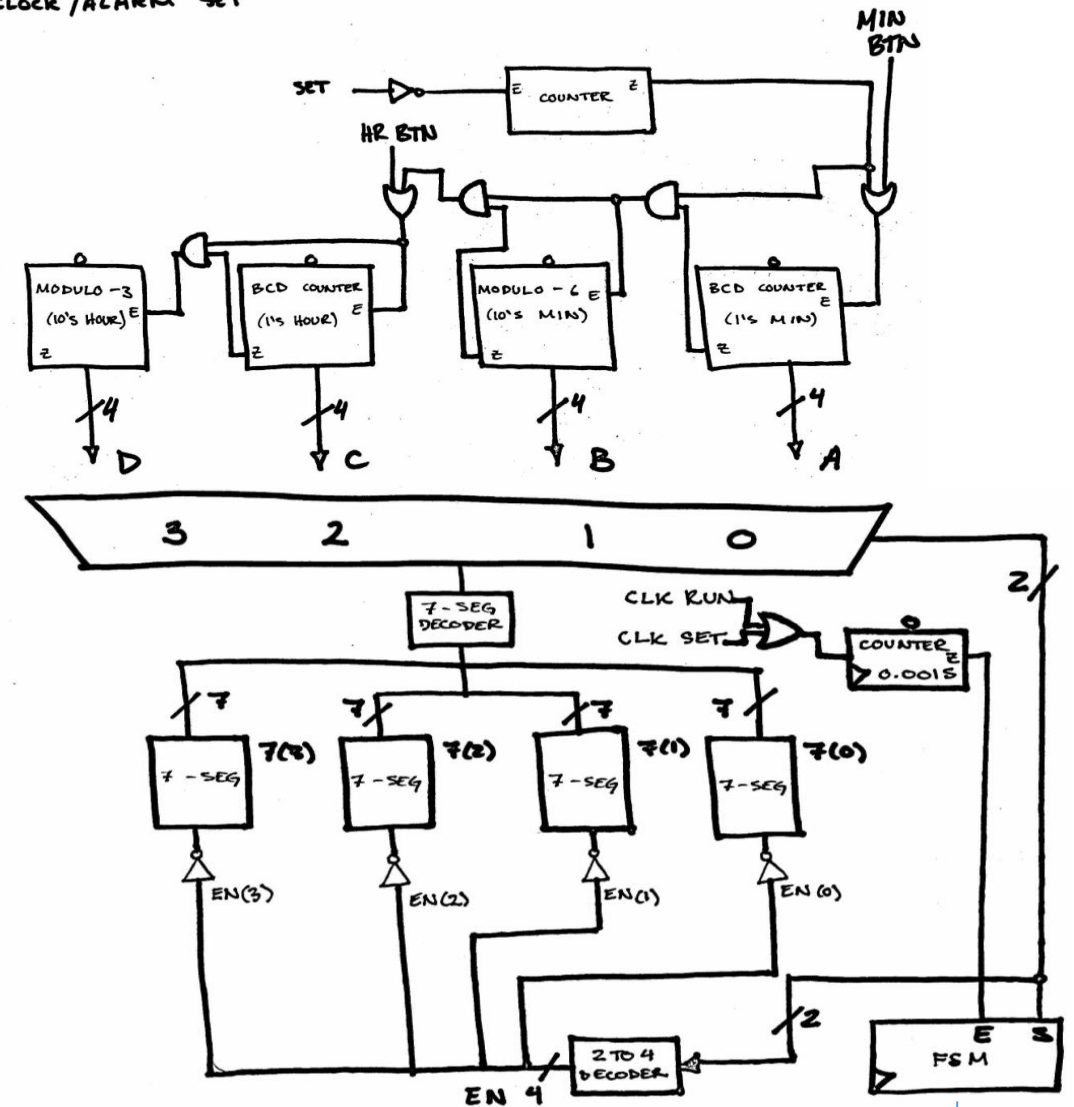 CLOCK/ALARM SET
MIN
BTN
SET
E COUNTER Z
HR BTN
O
MODULO-3
(10'S HOUR) E
Z
O
BCD COUNTER
(1'S HOUR) E
Z
O
MODULO-6
(10'S MIN) E
Z
O
BCD COUNTER
(1'S MIN) E
Z
4
D
4
C
4
B
4
A
3 2 1 0
2
7-SEG
DECODER
CLK RUN
CLK SET
O
COUNTER Z
0.001S
7
7
7
7
7-SEG
7(3)
7-SEG
7(2)
7-SEG
7(1)
7-SEG
7(0)
EN(3)
EN(2)
EN(1)
EN(0)
2
2 TO 4
DECODER
EN 4
E S
FSM